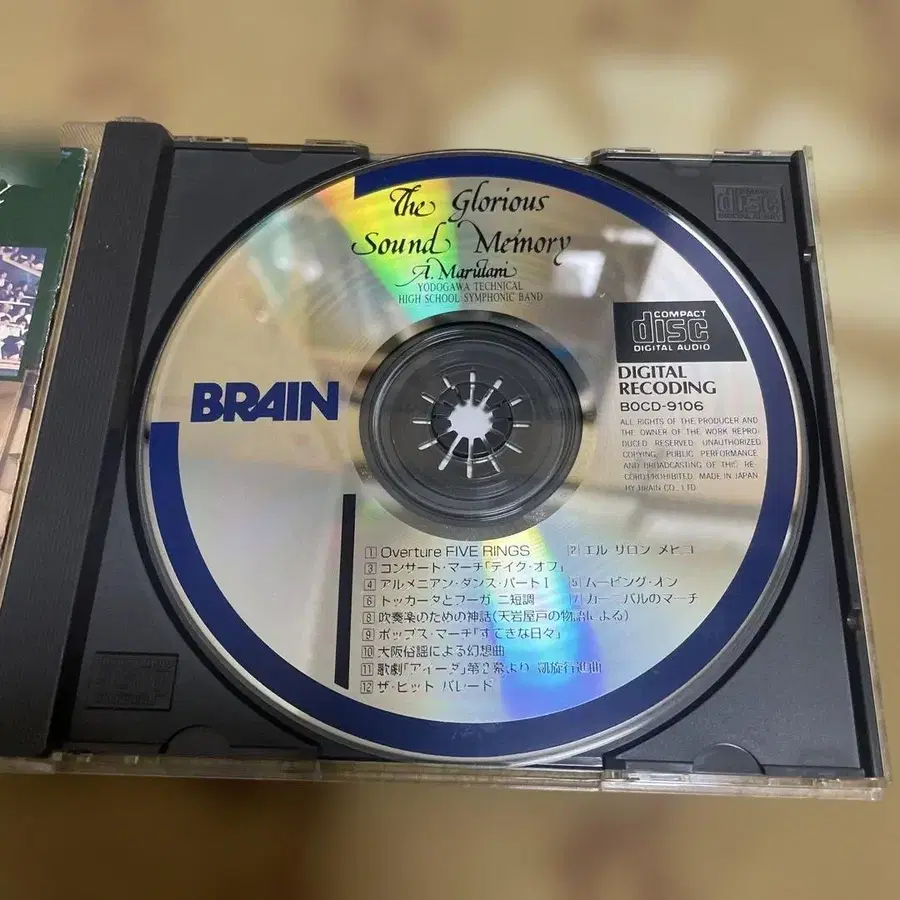 The Glorious
Sound Memory
A. Marutani
YODOGAWA TECHNICAL
HIGH SCHOOL SYMPHONIC BAND
COMPACT
disc
DIGITAL AUDIO
BRAIN
DIGITAL
RECODING
BOCD-9106
ALL RIGHTS OF THE PRODUCER AND
THE OWNER OF THE WORK REPRO-
DUCED RESERVED. UNAUTHORIZED
COPYING, PUBLIC PERFORMANCE
AND BROADCASTING OF THIS RE-
CORD PROHIBITED. MADE IN JAPAN
BY BRAIN CO., LTD.
1 Overture FIVE RINGS 2 エル サロン メヒコ
3 コンサート・マーチ「テイク・オフ」
4 アルメニアン・ダンス・パートI 5 ムービング・オン
6 トッカータとフーガ 二短調 7 カーニバルのマーチ
8 吹奏楽のための神話(天岩屋戸の物語による)
9 ポップス・マーチ「すてきな日々」
10 大阪俗謡による幻想曲
11 歌劇「アイーダ」第2幕より 凱旋行進曲
12 ザ・ヒット パレード
disc